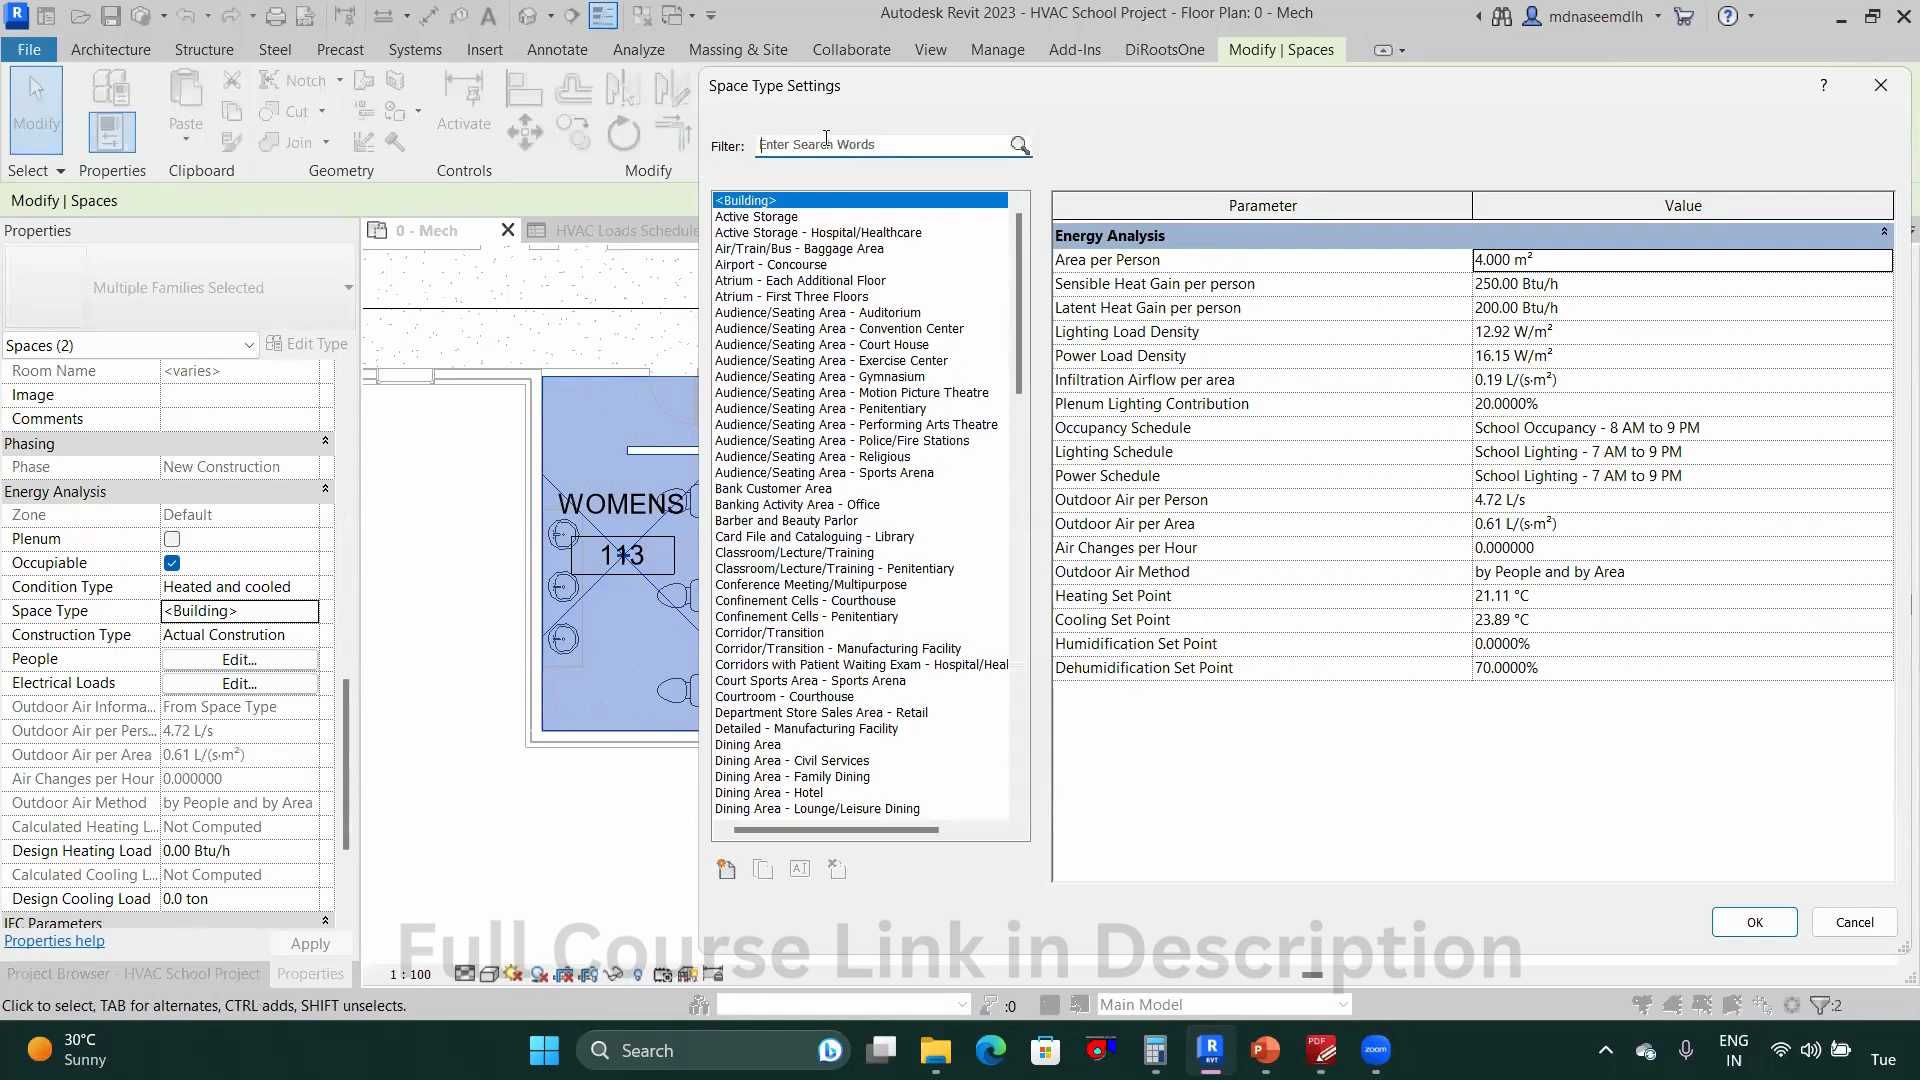 Autodesk Revit 2023 - HVAC School Project - Floor Plan: 0 - Mech
mdnaseemdlh
File Architecture Structure Steel Precast Systems Insert Annotate Analyze Massing & Site Collaborate View Manage Add-Ins DiRootsOne Modify | Spaces
Modify
Paste
Notch
Cut
Join
Activate
Select Properties Clipboard Geometry Controls Modify
Modify | Spaces
Properties
Multiple Families Selected
Spaces (2) Edit Type
Room Name <varies>
Image
Comments
Phasing
Phase New Construction
Energy Analysis
Zone Default
Plenum
Occupiable
Condition Type Heated and cooled
Space Type <Building>
Construction Type Actual Constrution
People Edit...
Electrical Loads Edit...
Outdoor Air Informa... From Space Type
Outdoor Air per Pers... 4.72 L/s
Outdoor Air per Area 0.61 L/(s·m²)
Air Changes per Hour 0.000000
Outdoor Air Method by People and by Area
Calculated Heating L... Not Computed
Design Heating Load 0.00 Btu/h
Calculated Cooling L... Not Computed
Design Cooling Load 0.0 ton
IFC Parameters
Properties help Apply
Project Browser - HVAC School Project Properties
0 - Mech HVAC Loads Schedule
WOMENS
113
1 : 100
Space Type Settings
Filter: Enter Search Words
<Building>
Active Storage
Active Storage - Hospital/Healthcare
Air/Train/Bus - Baggage Area
Airport - Concourse
Atrium - Each Additional Floor
Atrium - First Three Floors
Audience/Seating Area - Auditorium
Audience/Seating Area - Convention Center
Audience/Seating Area - Court House
Audience/Seating Area - Exercise Center
Audience/Seating Area - Gymnasium
Audience/Seating Area - Motion Picture Theatre
Audience/Seating Area - Penitentiary
Audience/Seating Area - Performing Arts Theatre
Audience/Seating Area - Police/Fire Stations
Audience/Seating Area - Religious
Audience/Seating Area - Sports Arena
Bank Customer Area
Banking Activity Area - Office
Barber and Beauty Parlor
Card File and Cataloguing - Library
Classroom/Lecture/Training
Classroom/Lecture/Training - Penitentiary
Conference Meeting/Multipurpose
Confinement Cells - Courthouse
Confinement Cells - Penitentiary
Corridor/Transition
Corridor/Transition - Manufacturing Facility
Corridors with Patient Waiting Exam - Hospital/Heal
Court Sports Area - Sports Arena
Courtroom - Courthouse
Department Store Sales Area - Retail
Detailed - Manufacturing Facility
Dining Area
Dining Area - Civil Services
Dining Area - Family Dining
Dining Area - Hotel
Dining Area - Lounge/Leisure Dining
Parameter Value
Energy Analysis
Area per Person 4.000 m²
Sensible Heat Gain per person 250.00 Btu/h
Latent Heat Gain per person 200.00 Btu/h
Lighting Load Density 12.92 W/m²
Power Load Density 16.15 W/m²
Infiltration Airflow per area 0.19 L/(s·m²)
Plenum Lighting Contribution 20.0000%
Occupancy Schedule School Occupancy - 8 AM to 9 PM
Lighting Schedule School Lighting - 7 AM to 9 PM
Power Schedule School Lighting - 7 AM to 9 PM
Outdoor Air per Person 4.72 L/s
Outdoor Air per Area 0.61 L/(s·m²)
Air Changes per Hour 0.000000
Outdoor Air Method by People and by Area
Heating Set Point 21.11 °C
Cooling Set Point 23.89 °C
Humidification Set Point 0.0000%
Dehumidification Set Point 70.0000%
OK Cancel
Full Course Link in Description
Click to select, TAB for alternates, CTRL adds, SHIFT unselects.
:0 Main Model :2
30°C
Sunny
Search
R
RVT
PDF
zoom
ENG
IN
Tue